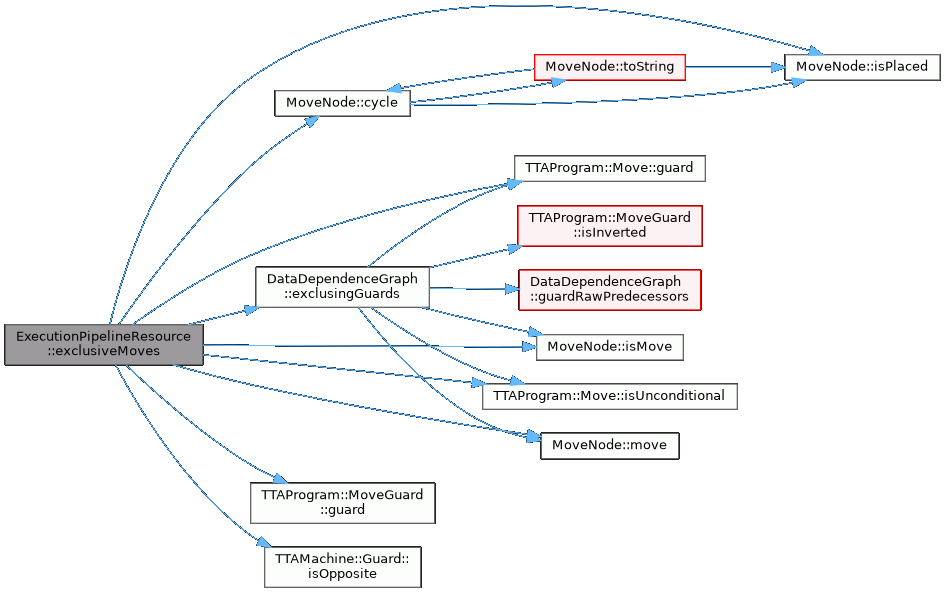 MoveNode::toString
MoveNode::isPlaced
MoveNode::cycle
TTAProgram::Move::guard
TTAProgram::MoveGuard
::isInverted
DataDependenceGraph
::exclusingGuards
DataDependenceGraph
::guardRawPredecessors
ExecutionPipelineResource
::exclusiveMoves
MoveNode::isMove
TTAProgram::Move::isUnconditional
MoveNode::move
TTAProgram::MoveGuard
::guard
TTAMachine::Guard::
isOpposite